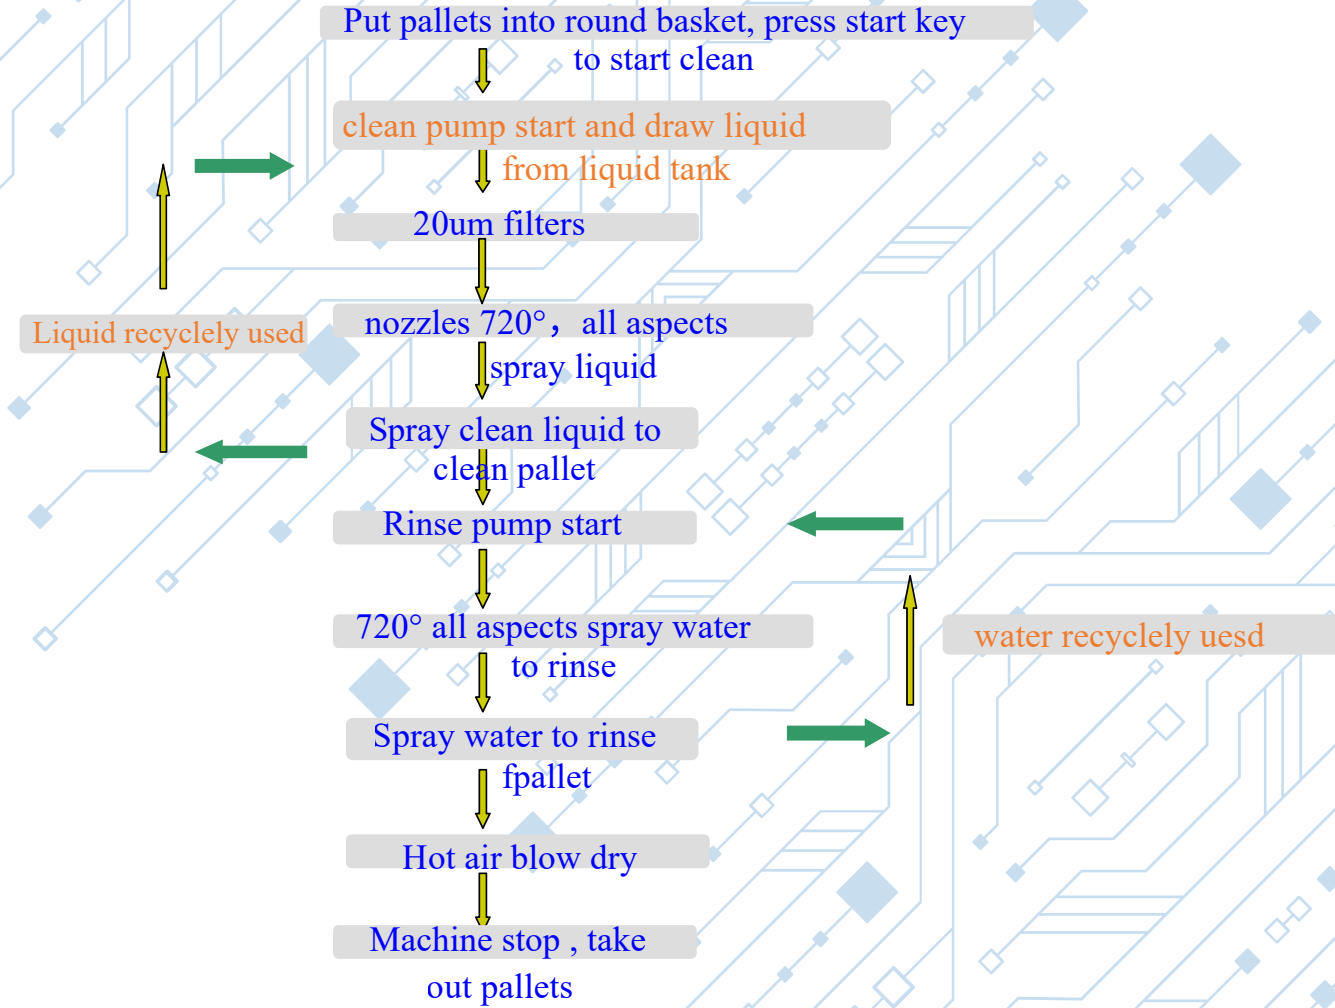 Put pallets into round basket, press start key
to start clean
clean pump start and draw liquid
from liquid tank
20um filters
nozzles 720°，all aspects
spray liquid
Liquid recyclely used
Spray clean liquid to
clean pallet
Rinse pump start
720° all aspects spray water
to rinse
water recyclely uesd
Spray water to rinse
fpallet
Hot air blow dry
Machine stop , take
out pallets